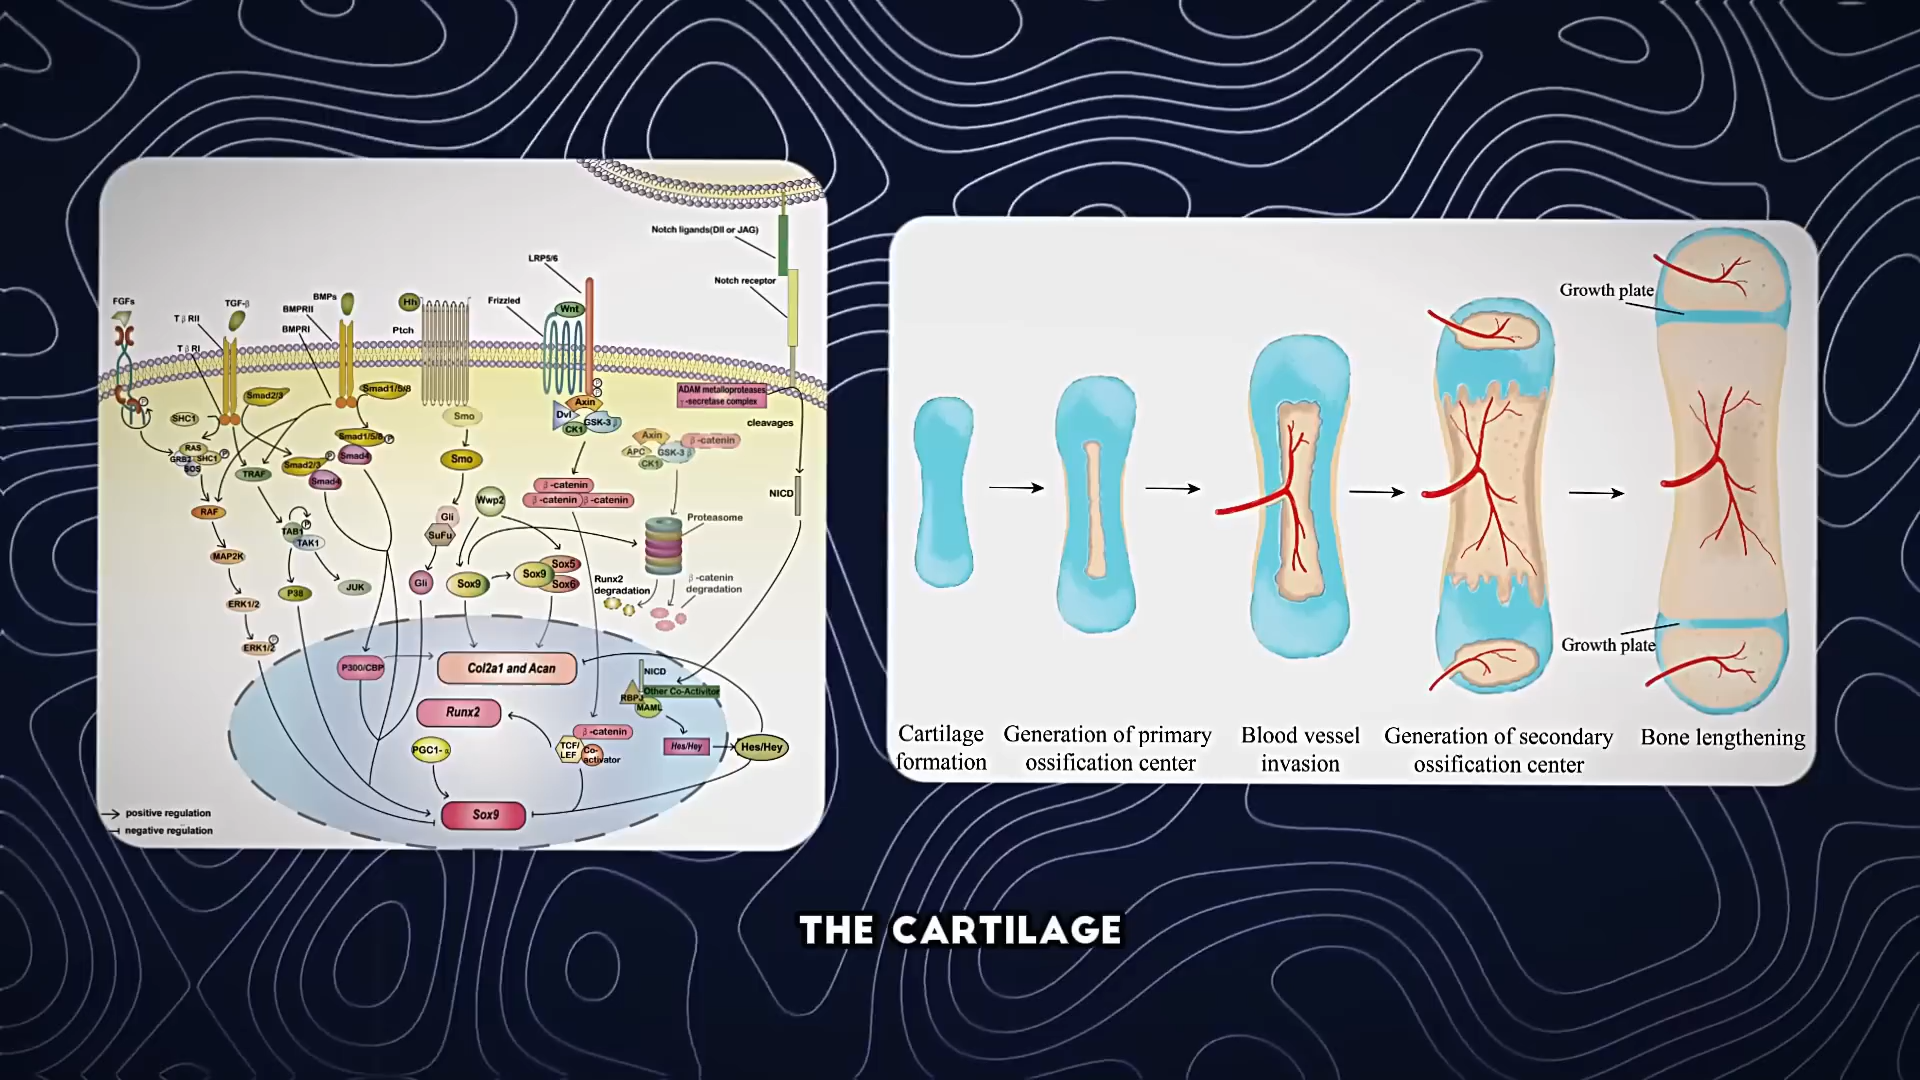 Notch ligands(Dll or JAG)
LRP5/6
Notch receptor
FGFs
TGF-β
BMPs
Hh
Frizzled
Wnt
BMPRII
TβRII
BMPRI
Ptch
TβRI
P
Smad2/3
Smad1/5/8
ADAM metalloproteases
γ-secretase complex
cleavages
Axin
Dvl
GSK-3β
CK1
P
P
SHC1
Smo
Smad1/5/8
P
Smad4
Axin
β-catenin
APC
GSK-3β
CK1
RAS
GRB2
SHC1
P
SOS
TRAF
Smad2/3
P
Smad4
Smo
β-catenin
β-catenin
β-catenin
NICD
Wwp2
RAF
Gli
SuFu
Proteasome
P
TAB1
TAK1
MAP2K
P38
JUK
Gli
Sox9
Sox9
Sox5
Sox6
Runx2
degradation
β-catenin
degradation
ERK1/2
ERK1/2
P
P300/CBP
Col2a1 and Acan
NICD
Other Co-Activitor
RBPJ
MAML
Runx2
β-catenin
TCF/
LEF
Co-
activator
Hes/Hey
Hes/Hey
Sox9
positive regulation
negative regulation
Growth plate
Growth plate
Cartilage
formation
Generation of primary
ossification center
Blood vessel
invasion
Generation of secondary
ossification center
Bone lengthening
THE CARTILAGE